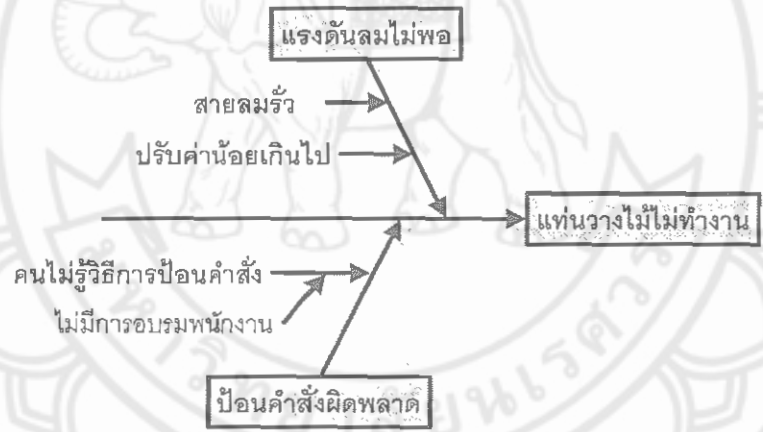 แรงดันลมไม่พอ
สายลมรั่ว
ปรับค่าน้อยเกินไป
แท่นวางไม้ไม่ทำงาน
คนไม่รู้วิธีการป้อนคำสั่ง
ไม่มีการอบรมพนักงาน
ป้อนคำสั่งผิดพลาด